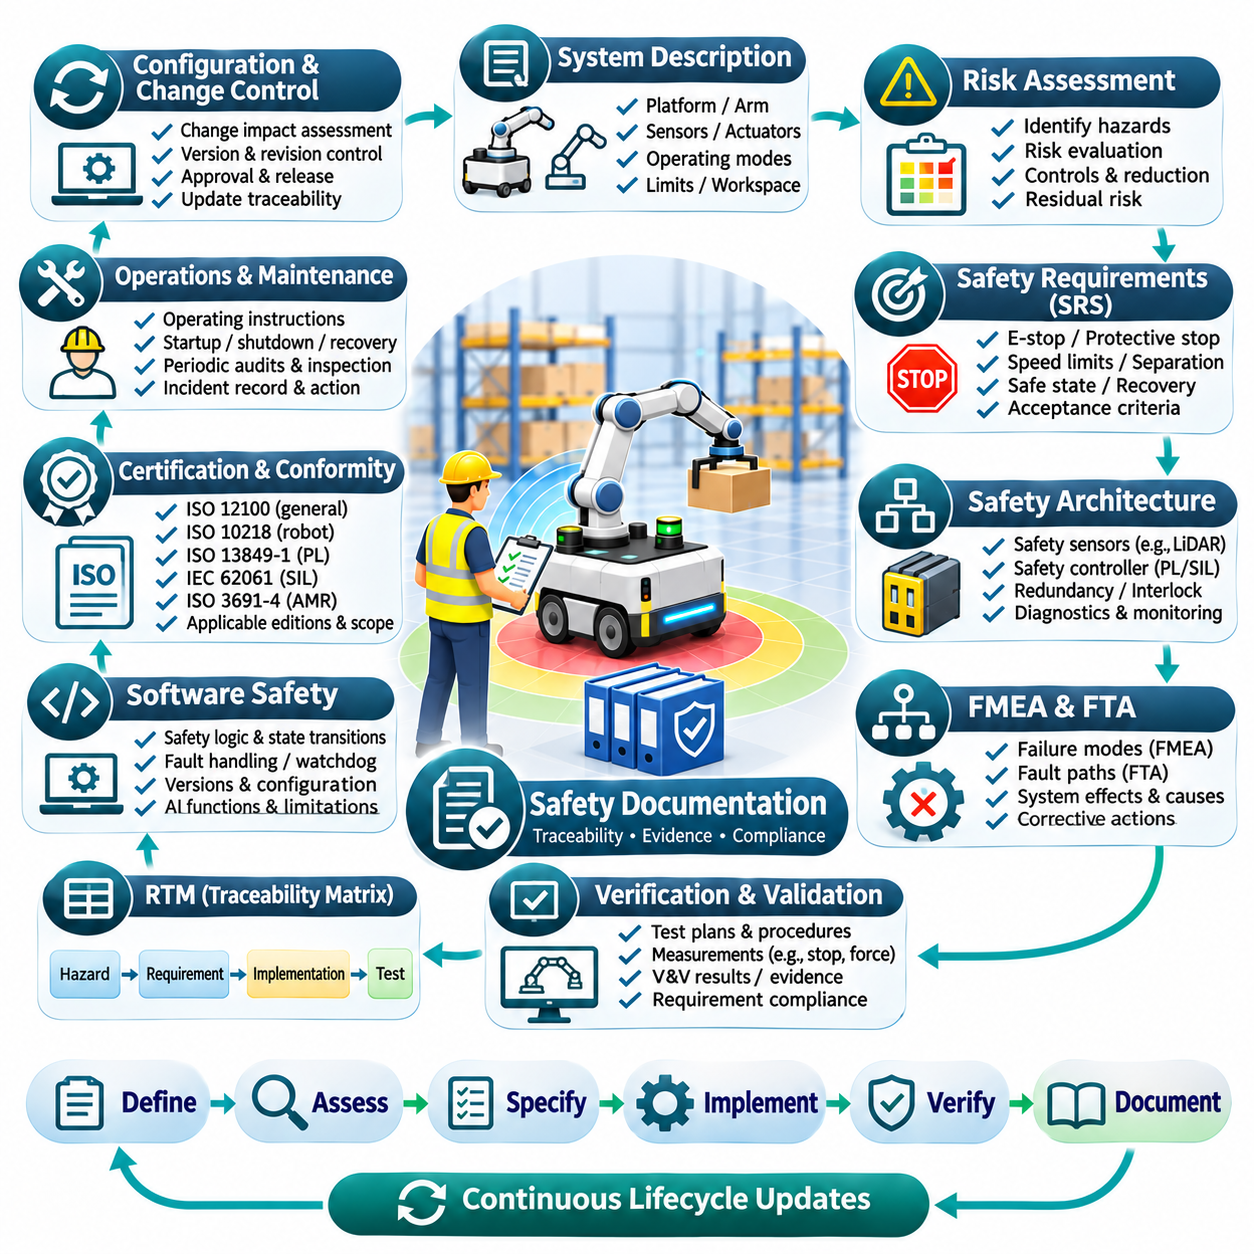 Configuration &
Change Control
Change impact assessment
Version & revision control
Approval & release
Update traceability
System Description
Platform / Arm
Sensors / Actuators
Operating modes
Limits / Workspace
Risk Assessment
Identify hazards
Risk evaluation
Controls & reduction
Residual risk
Operations & Maintenance
Operating instructions
Startup / shutdown / recovery
Periodic audits & inspection
Incident record & action
Safety Requirements
(SRS)
STOP
E-stop / Protective stop
Speed limits / Separation
Safe state / Recovery
Acceptance criteria
Certification & Conformity
ISO
ISO 12100 (general)
ISO 10218 (robot)
ISO 13849-1 (PL)
IEC 62061 (SIL)
ISO 3691-4 (AMR)
Applicable editions & scope
Safety Architecture
Safety sensors (e.g., LiDAR)
Safety controller (PL/SIL)
Redundancy / Interlock
Diagnostics & monitoring
Software Safety
Safety logic & state transitions
Fault handling / watchdog
Versions & configuration
AI functions & limitations
FMEA & FTA
Failure modes (FMEA)
Fault paths (FTA)
System effects & causes
Corrective actions
Safety Documentation
Traceability • Evidence • Compliance
RTM (Traceability Matrix)
Hazard
Requirement
Implementation
Test
Verification & Validation
Test plans & procedures
Measurements (e.g., stop, force)
V&V results / evidence
Requirement compliance
Define
Assess
Specify
Implement
Verify
Document
Continuous Lifecycle Updates